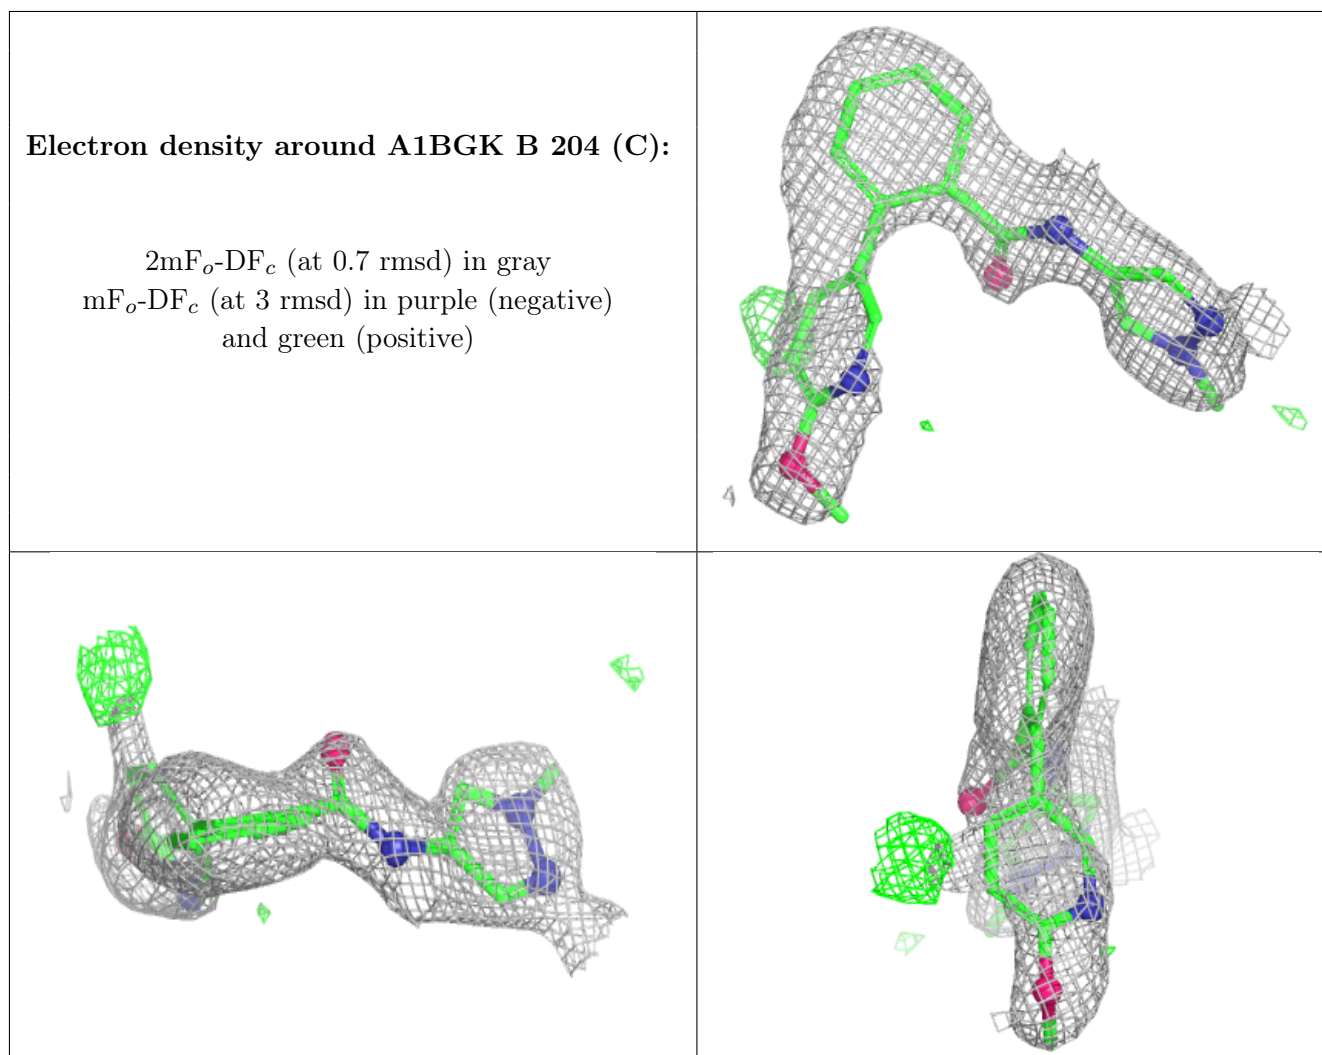 Electron density around A1BGK B 204 (C):
2mFₒ-DF𝒸 (at 0.7 rmsd) in gray
mFₒ-DF𝒸 (at 3 rmsd) in purple (negative)
and green (positive)